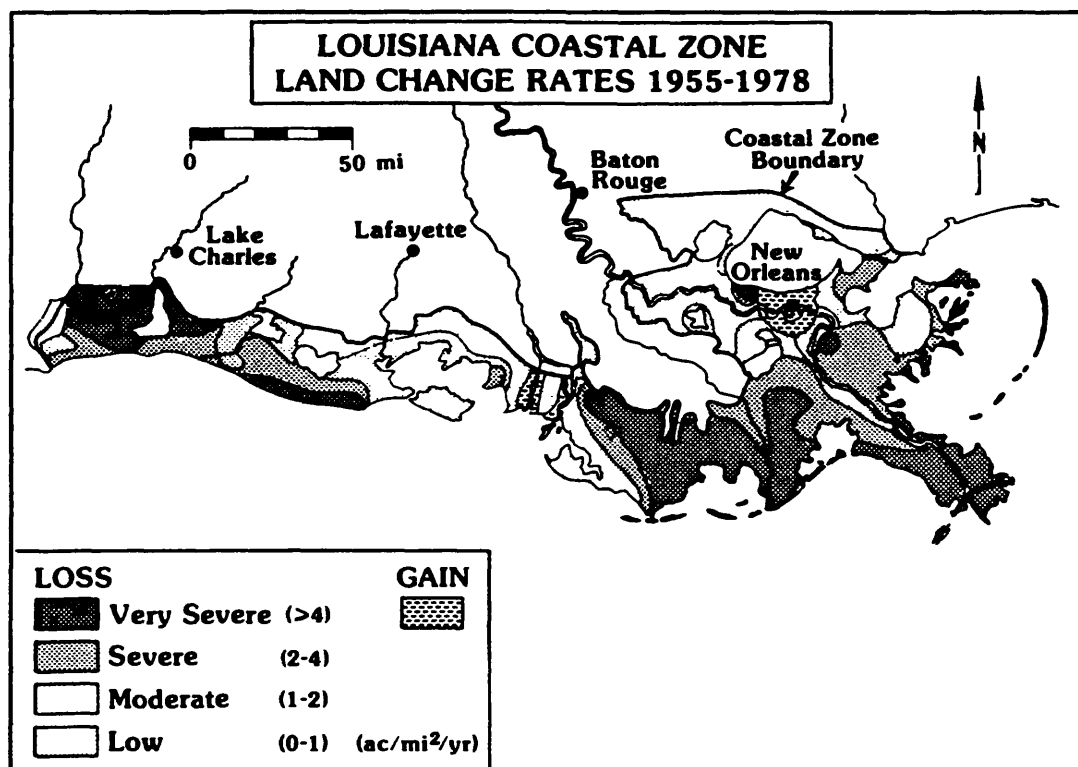 LOUISIANA COASTAL ZONE
LAND CHANGE RATES 1955-1978
0 50 mi
N
Coastal Zone
Boundary
Baton
Rouge
Lake
Charles
Lafayette
New
Orleans
LOSS GAIN
Very Severe (>4)
Severe (2-4)
Moderate (1-2)
Low (0-1) (ac/mi²/yr)